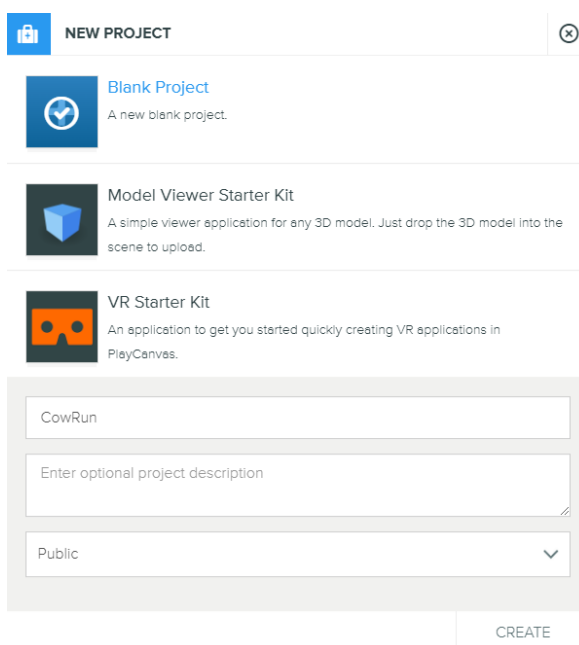 NEW PROJECT
Blank Project
A new blank project.
Model Viewer Starter Kit
A simple viewer application for any 3D model. Just drop the 3D model into the
scene to upload.
VR Starter Kit
An application to get you started quickly creating VR applications in
PlayCanvas.
CowRun
Enter optional project description
Public
CREATE